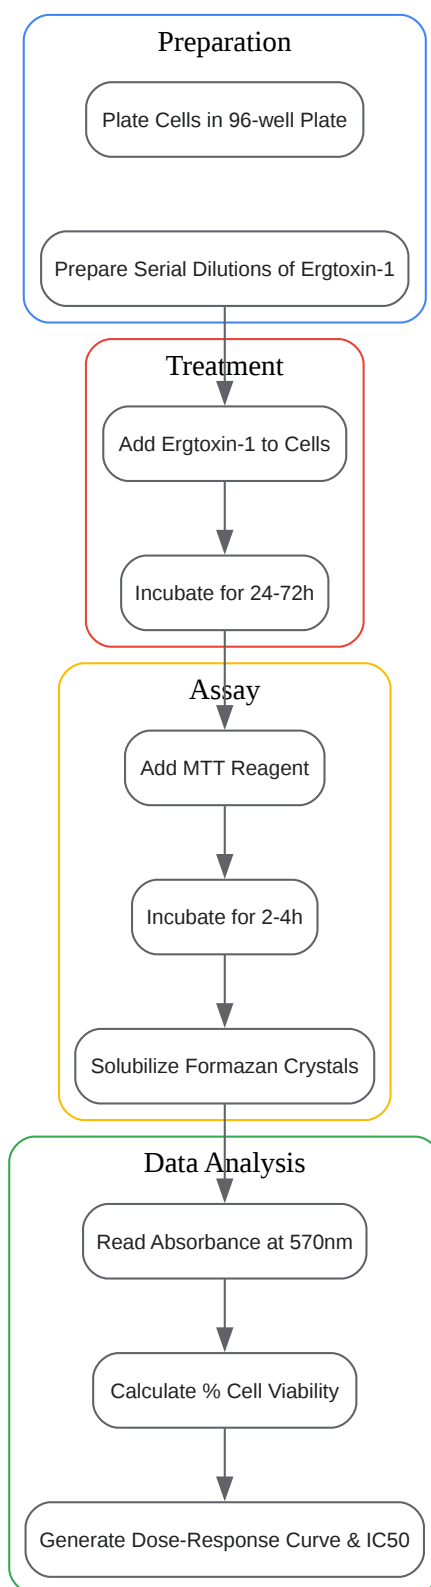 Preparation
Plate Cells in 96-well Plate
Prepare Serial Dilutions of Ergtoxin-1
Treatment
Add Ergtoxin-1 to Cells
Incubate for 24-72h
Assay
Add MTT Reagent
Incubate for 2-4h
Solubilize Formazan Crystals
Data Analysis
Read Absorbance at 570nm
Calculate % Cell Viability
Generate Dose-Response Curve & IC50